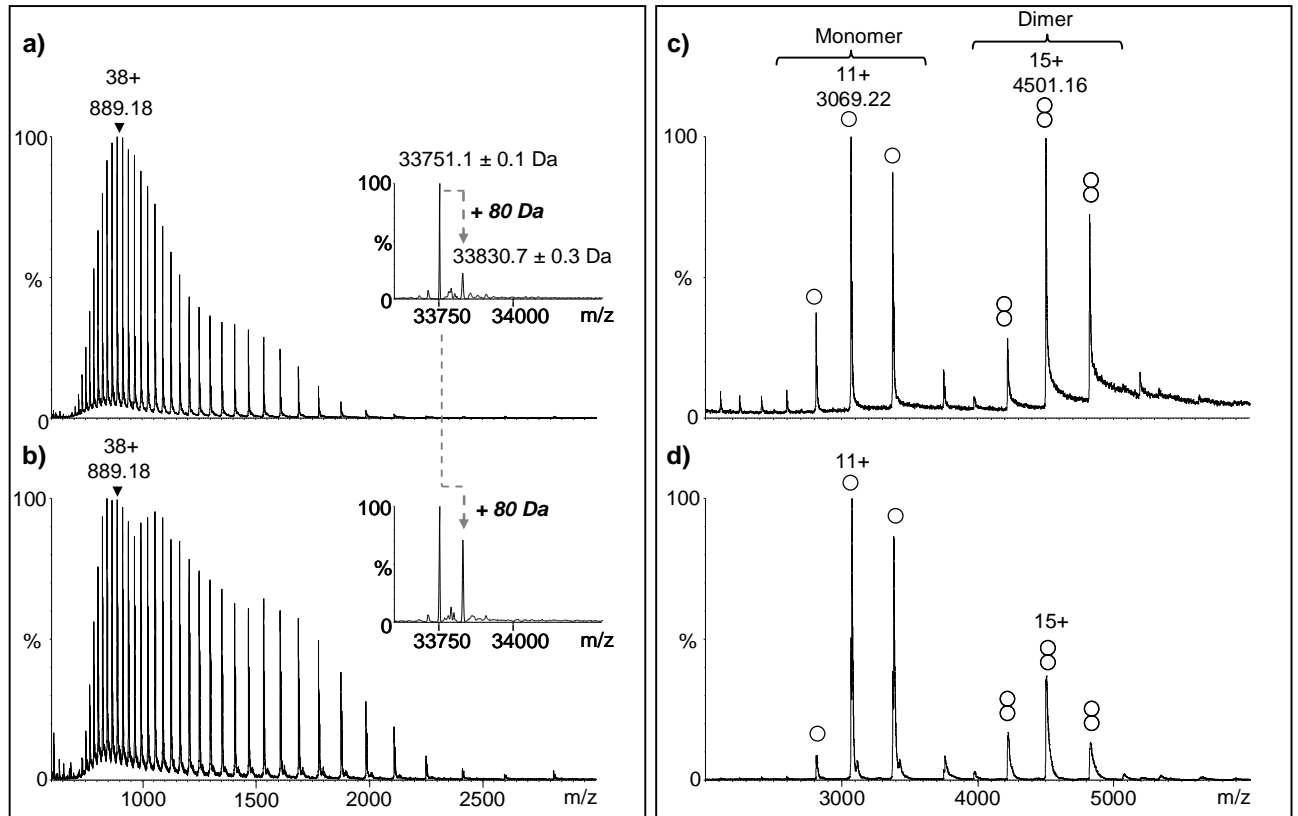 a)
38+
889.18
100
%
0
33751.1 ± 0.1 Da
100
+ 80 Da
%
33830.7 ± 0.3 Da
0
33750 34000 m/z
b)
38+
889.18
100
%
0
100
+ 80 Da
%
0
33750 34000 m/z
1000 1500 2000 2500 m/z
c)
Monomer
Dimer
11+
3069.22
15+
4501.16
100
%
0
d)
11+
100
15+
%
0
3000 4000 5000 m/z